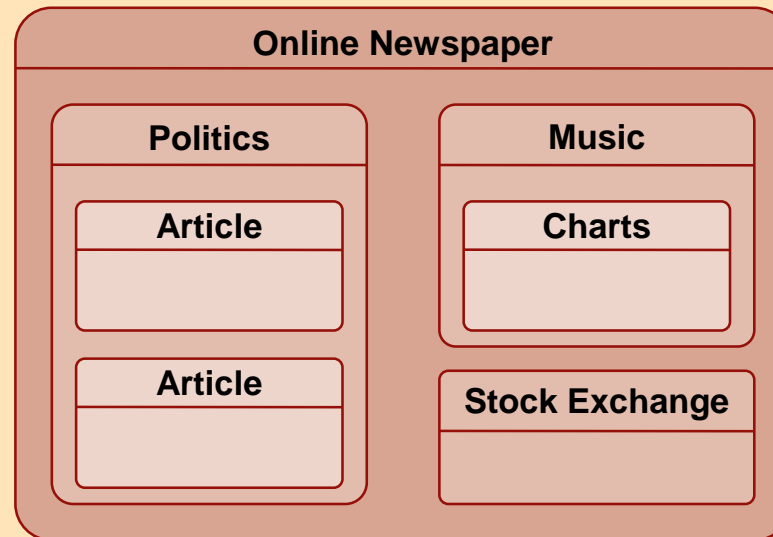 Online Newspaper
Politics
Article
Article
Music
Charts
Stock Exchange